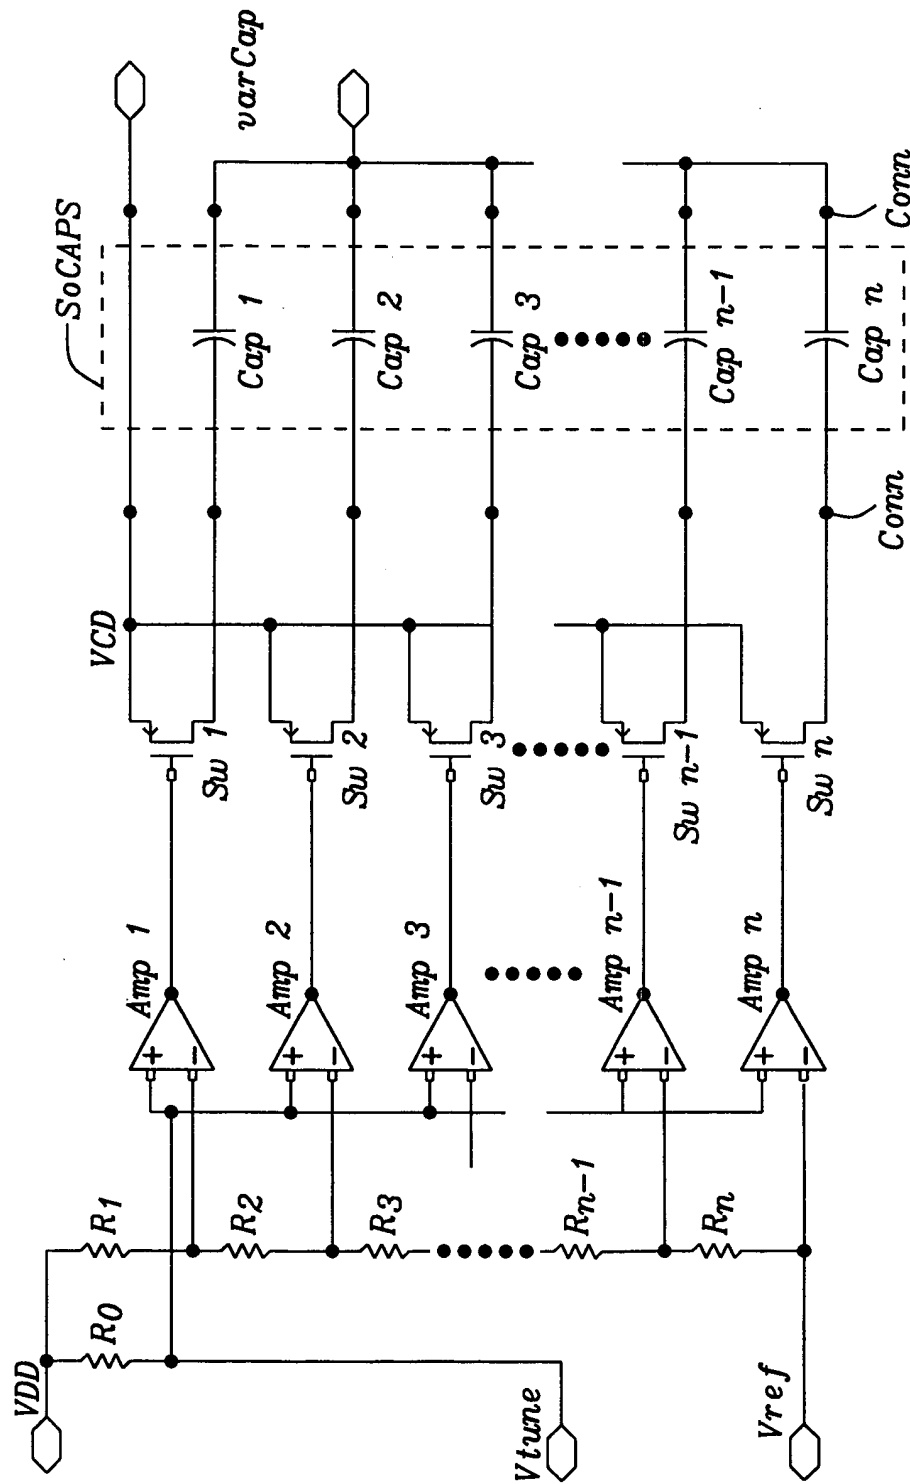 SoCAPS
varCap
VCD
Cap 1
Cap 2
Cap 3
Cap n-1
Cap n
Conn
Conn
Sw 1
Sw 2
Sw 3
Sw n-1
Sw n
Amp 1
Amp 2
Amp 3
Amp n-1
Amp n
+
−
+
−
+
−
+
−
+
−
R1
R2
R3
Rn-1
Rn
R0
VDD
Vtune
Vref